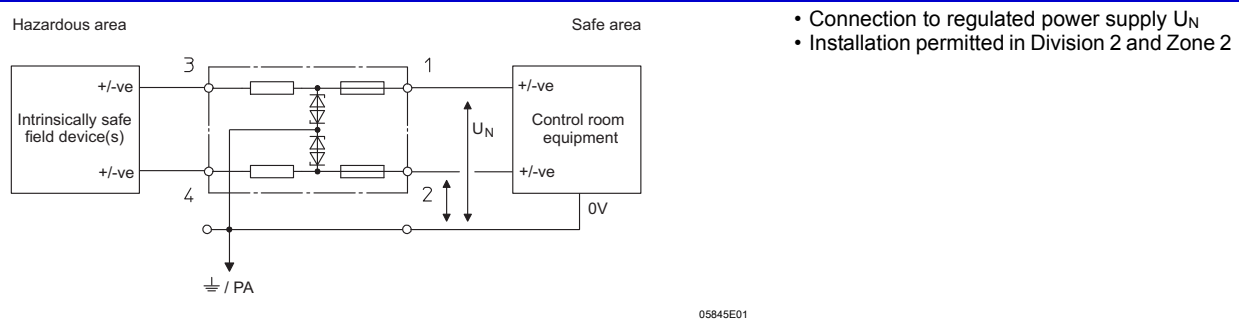 Hazardous area
Safe area
• Connection to regulated power supply UN
• Installation permitted in Division 2 and Zone 2
3
1
+/-ve
+/-ve
Intrinsically safe
field device(s)
UN
Control room
equipment
+/-ve
+/-ve
4
2
0V
/ PA
05845E01